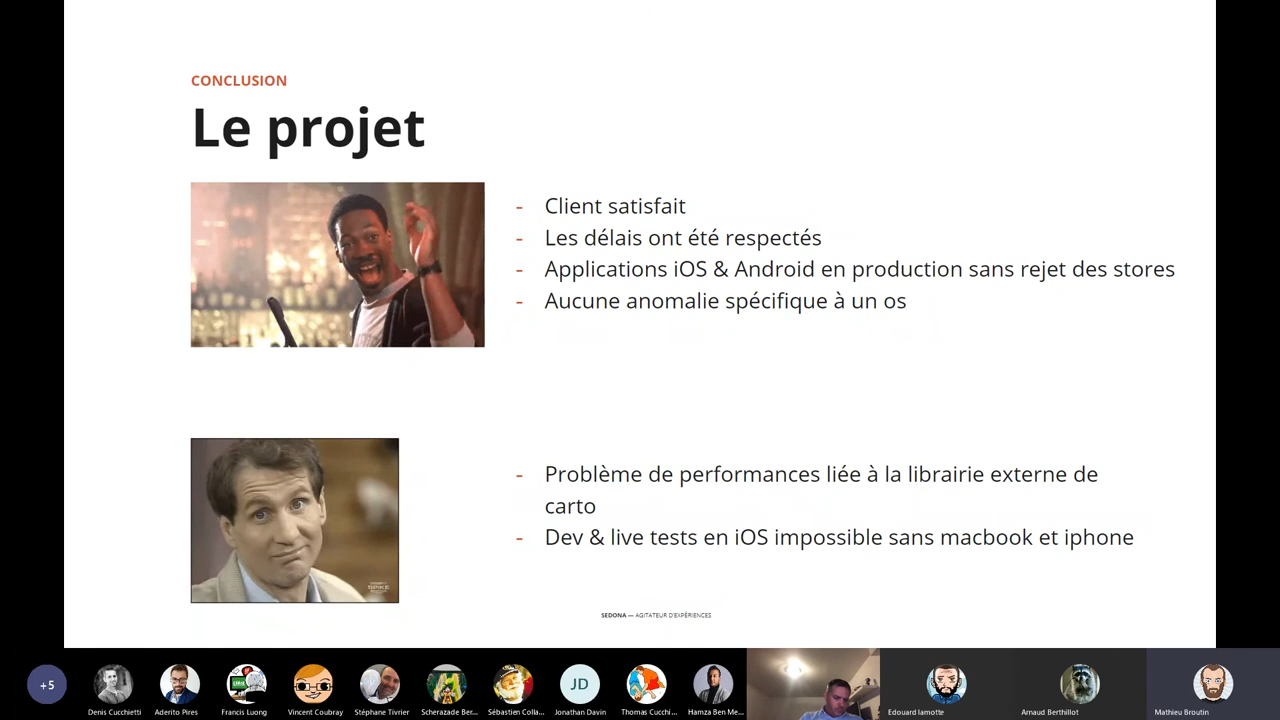 CONCLUSION
Le projet
- Client satisfait
- Les délais ont été respectés
- Applications iOS & Android en production sans rejet des stores
- Aucune anomalie spécifique à un os
- Problème de performances liée à la librairie externe de
carto
- Dev & live tests en iOS impossible sans macbook et iphone
SPIKE
SEDONA — AGITATEUR D'EXPÉRIENCES
+5
JD
Denis Cucchietti
Aderito Pires
Francis Luong
Vincent Coubray
Stéphane Tivrier
Scherazade Ber...
Sébastien Colla...
Jonathan Davin
Thomas Cucchi...
Hamza Ben Me...
Edouard lamotte
Arnaud Berthillot
Mathieu Broutin